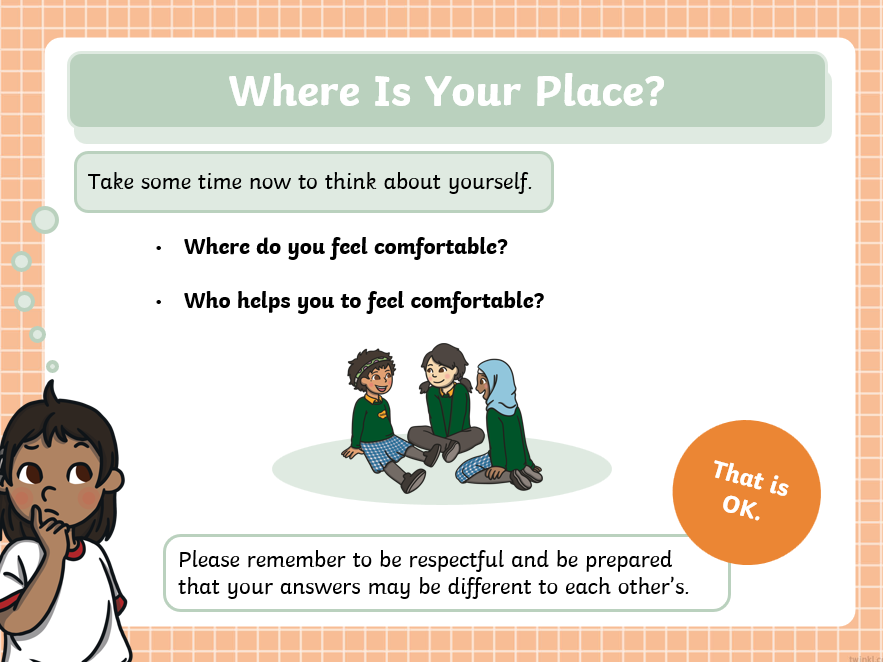 Where Is Your Place?
Take some time now to think about yourself.
• Where do you feel comfortable?
• Who helps you to feel comfortable?
That is
OK.
Please remember to be respectful and be prepared
that your answers may be different to each other's.